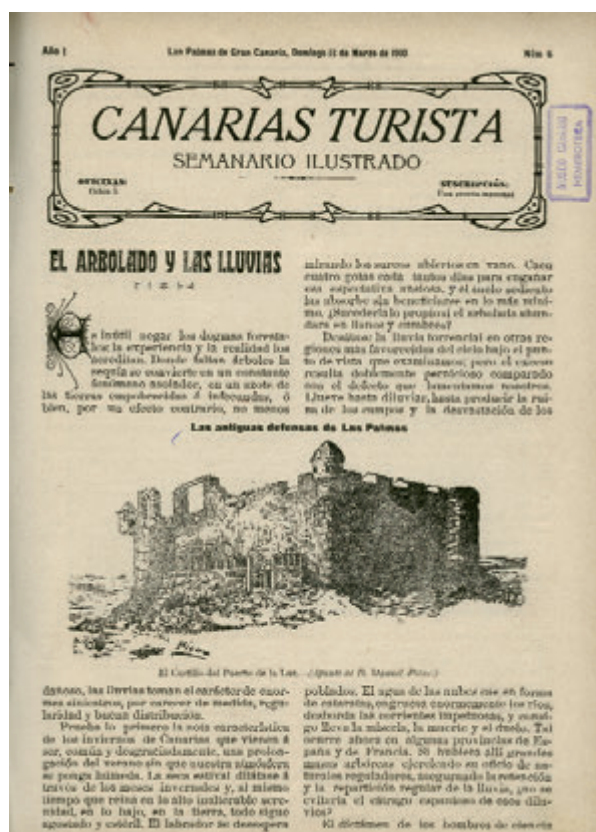 Año I
Las Palmas de Gran Canaria, Domingo 13 de Marzo de 1910
Núm 6
CANARIAS TURISTA
SEMANARIO ILUSTRADO
OFICINAS:
SUSCRIPCIÓN:
MUSEO CANARIO
HEMEROTECA
EL ARBOLADO Y LAS LLUVIAS
Es inútil negar los dogmas foresta-
les: la experiencia y la realidad los
acreditan. Donde faltan árboles la
sequía se convierte en un constante
fenómeno asolador, en un azote de
las tierras empobrecidas é infecundas, ó
bien, por un efecto contrario, no menos
mirando los surcos abiertos en vano. Caen
cuatro gotas cada tantos días para engañar
esa espectativa ansiosa, y el suelo sediento
las absorbe sin beneficiarse en lo más míni-
mo. ¿Sucedería lo propio si el arbolado abun-
dara en llanos y cumbres?
la lluvia torrencial en otras re-
giones más favorecidas del cielo bajo el pun-
to de vista que examinamos; pero el exceso
resulta doblemente pernicioso comparado
con el defecto que lamentamos nosotros.
Llueve hasta diluviar, hasta producir la rui-
na de los campos y la devastación de los
Las antiguas defensas de Las Palmas
El Castillo del Puerto de la Luz.—(Apunte de D. Manuel Picar)
dañoso, las lluvias toman el carácter de enor-
mes siniestros, por carecer de medida, regu-
laridad y buena distribución.
Prueba lo primero la nota característica
de los inviernos de Canarias que vienen á
ser, común y desgraciadamente, una prolon-
gación del verano sin que nuestra atmósfera
se ponga húmeda. La seca estival dilátase á
través de los meses invernales y, al mismo
tiempo que reina en lo alto inalterable sere-
nidad, en lo bajo, en la tierra, todo sigue
agostado y estéril. El labrador se desespera
poblados. El agua de las nubes cae en forma
de cataratas, engruesa enormemente los ríos,
desborda las corrientes impetuosas, y consi-
go lleva la miseria, la muerte y el duelo. Tal
ocurre ahora en algunas provincias de Es-
paña y de Francia. Si hubiera allí grandes
masas arbóreas ejerciendo su oficio de na-
turales reguladores, asegurando la retención
y la repartición regular de la lluvia, ¿no se
evitaría el estrago espantoso de esos dilu-
vios?
El dictámen de los hombres de ciencia